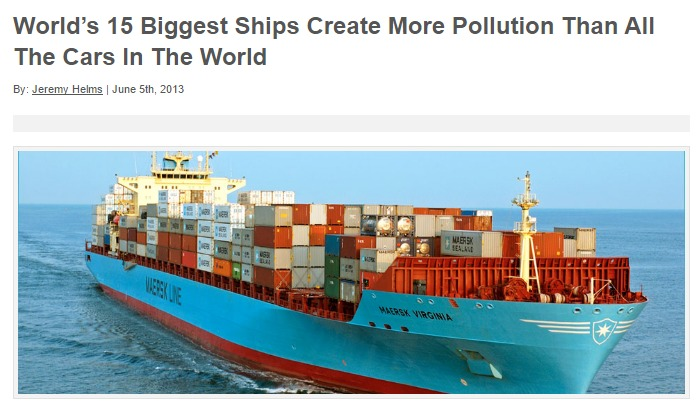 World’s 15 Biggest Ships Create More Pollution Than All
The Cars In The World
By: Jeremy Helms | June 5th, 2013
MAERSK
SEALAND
MAERSK LINE
MAERSK VIRGINIA